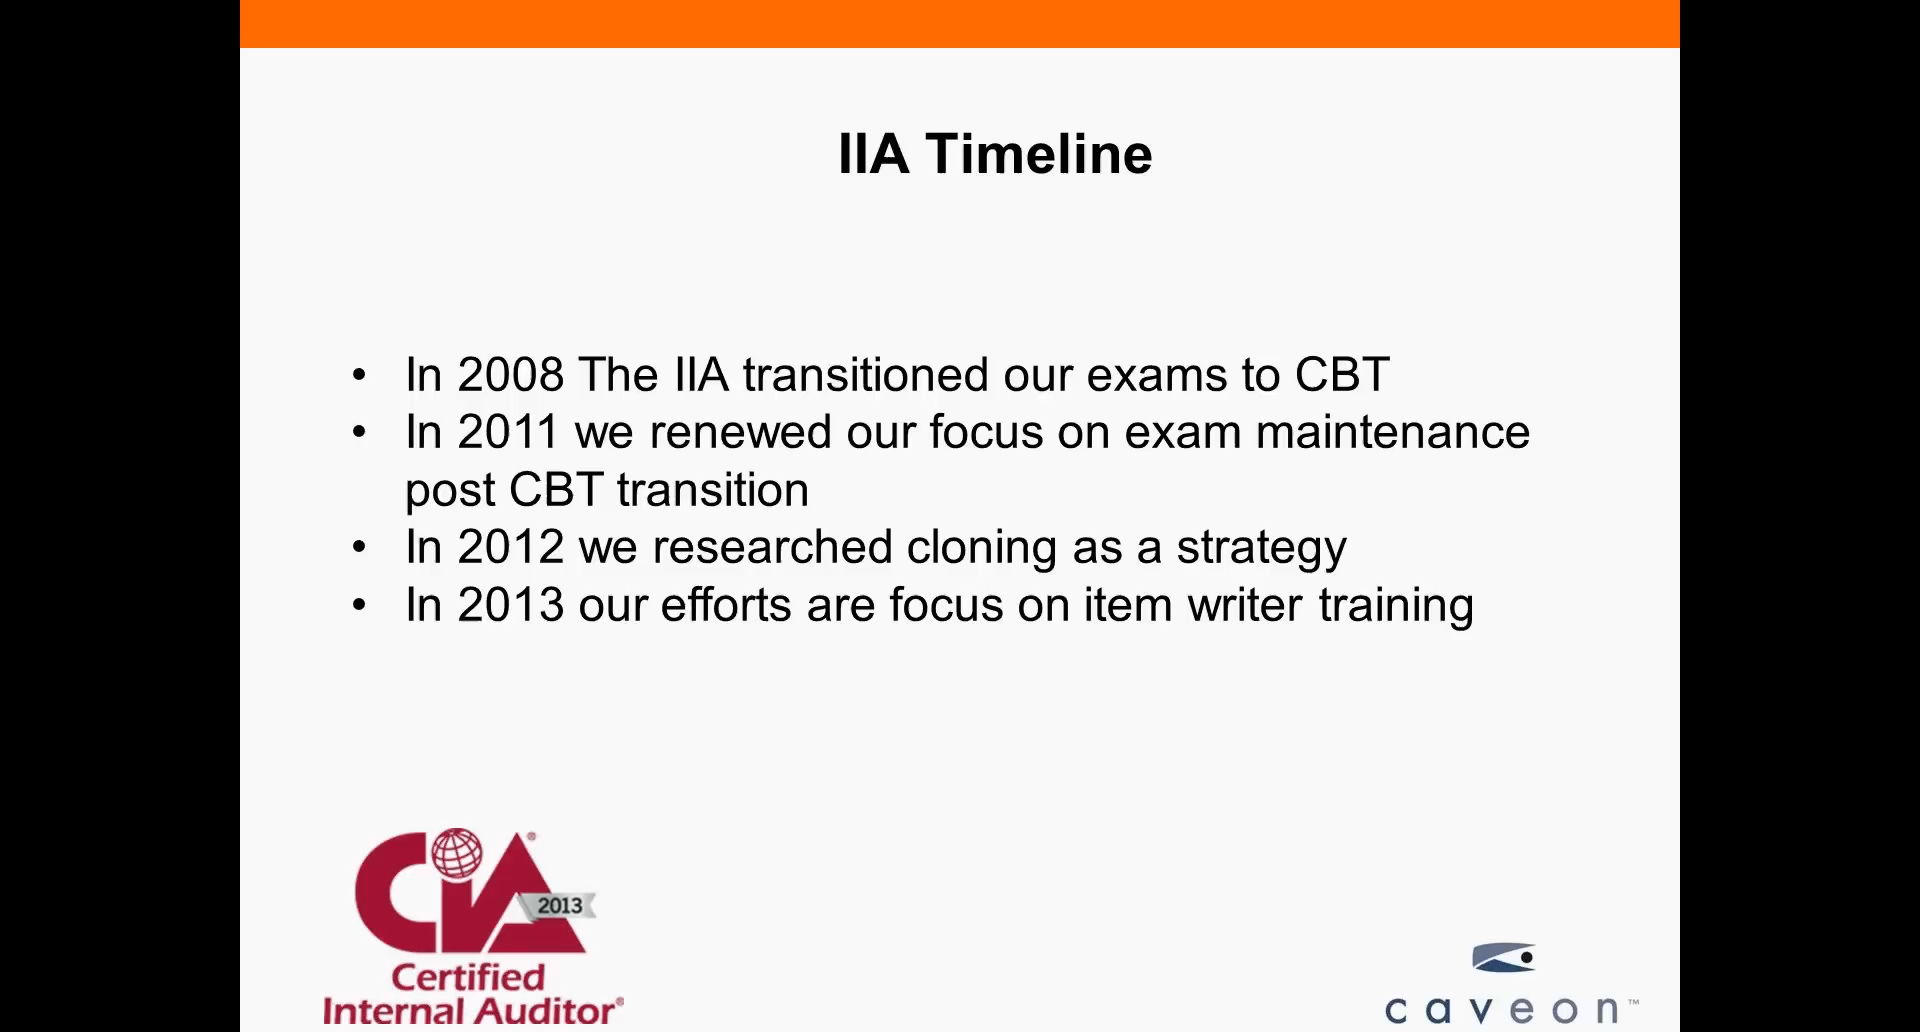 IIA Timeline
• In 2008 The IIA transitioned our exams to CBT
• In 2011 we renewed our focus on exam maintenance
post CBT transition
• In 2012 we researched cloning as a strategy
• In 2013 our efforts are focus on item writer training
CIA®
2013
Certified
Internal Auditor®
caveon™